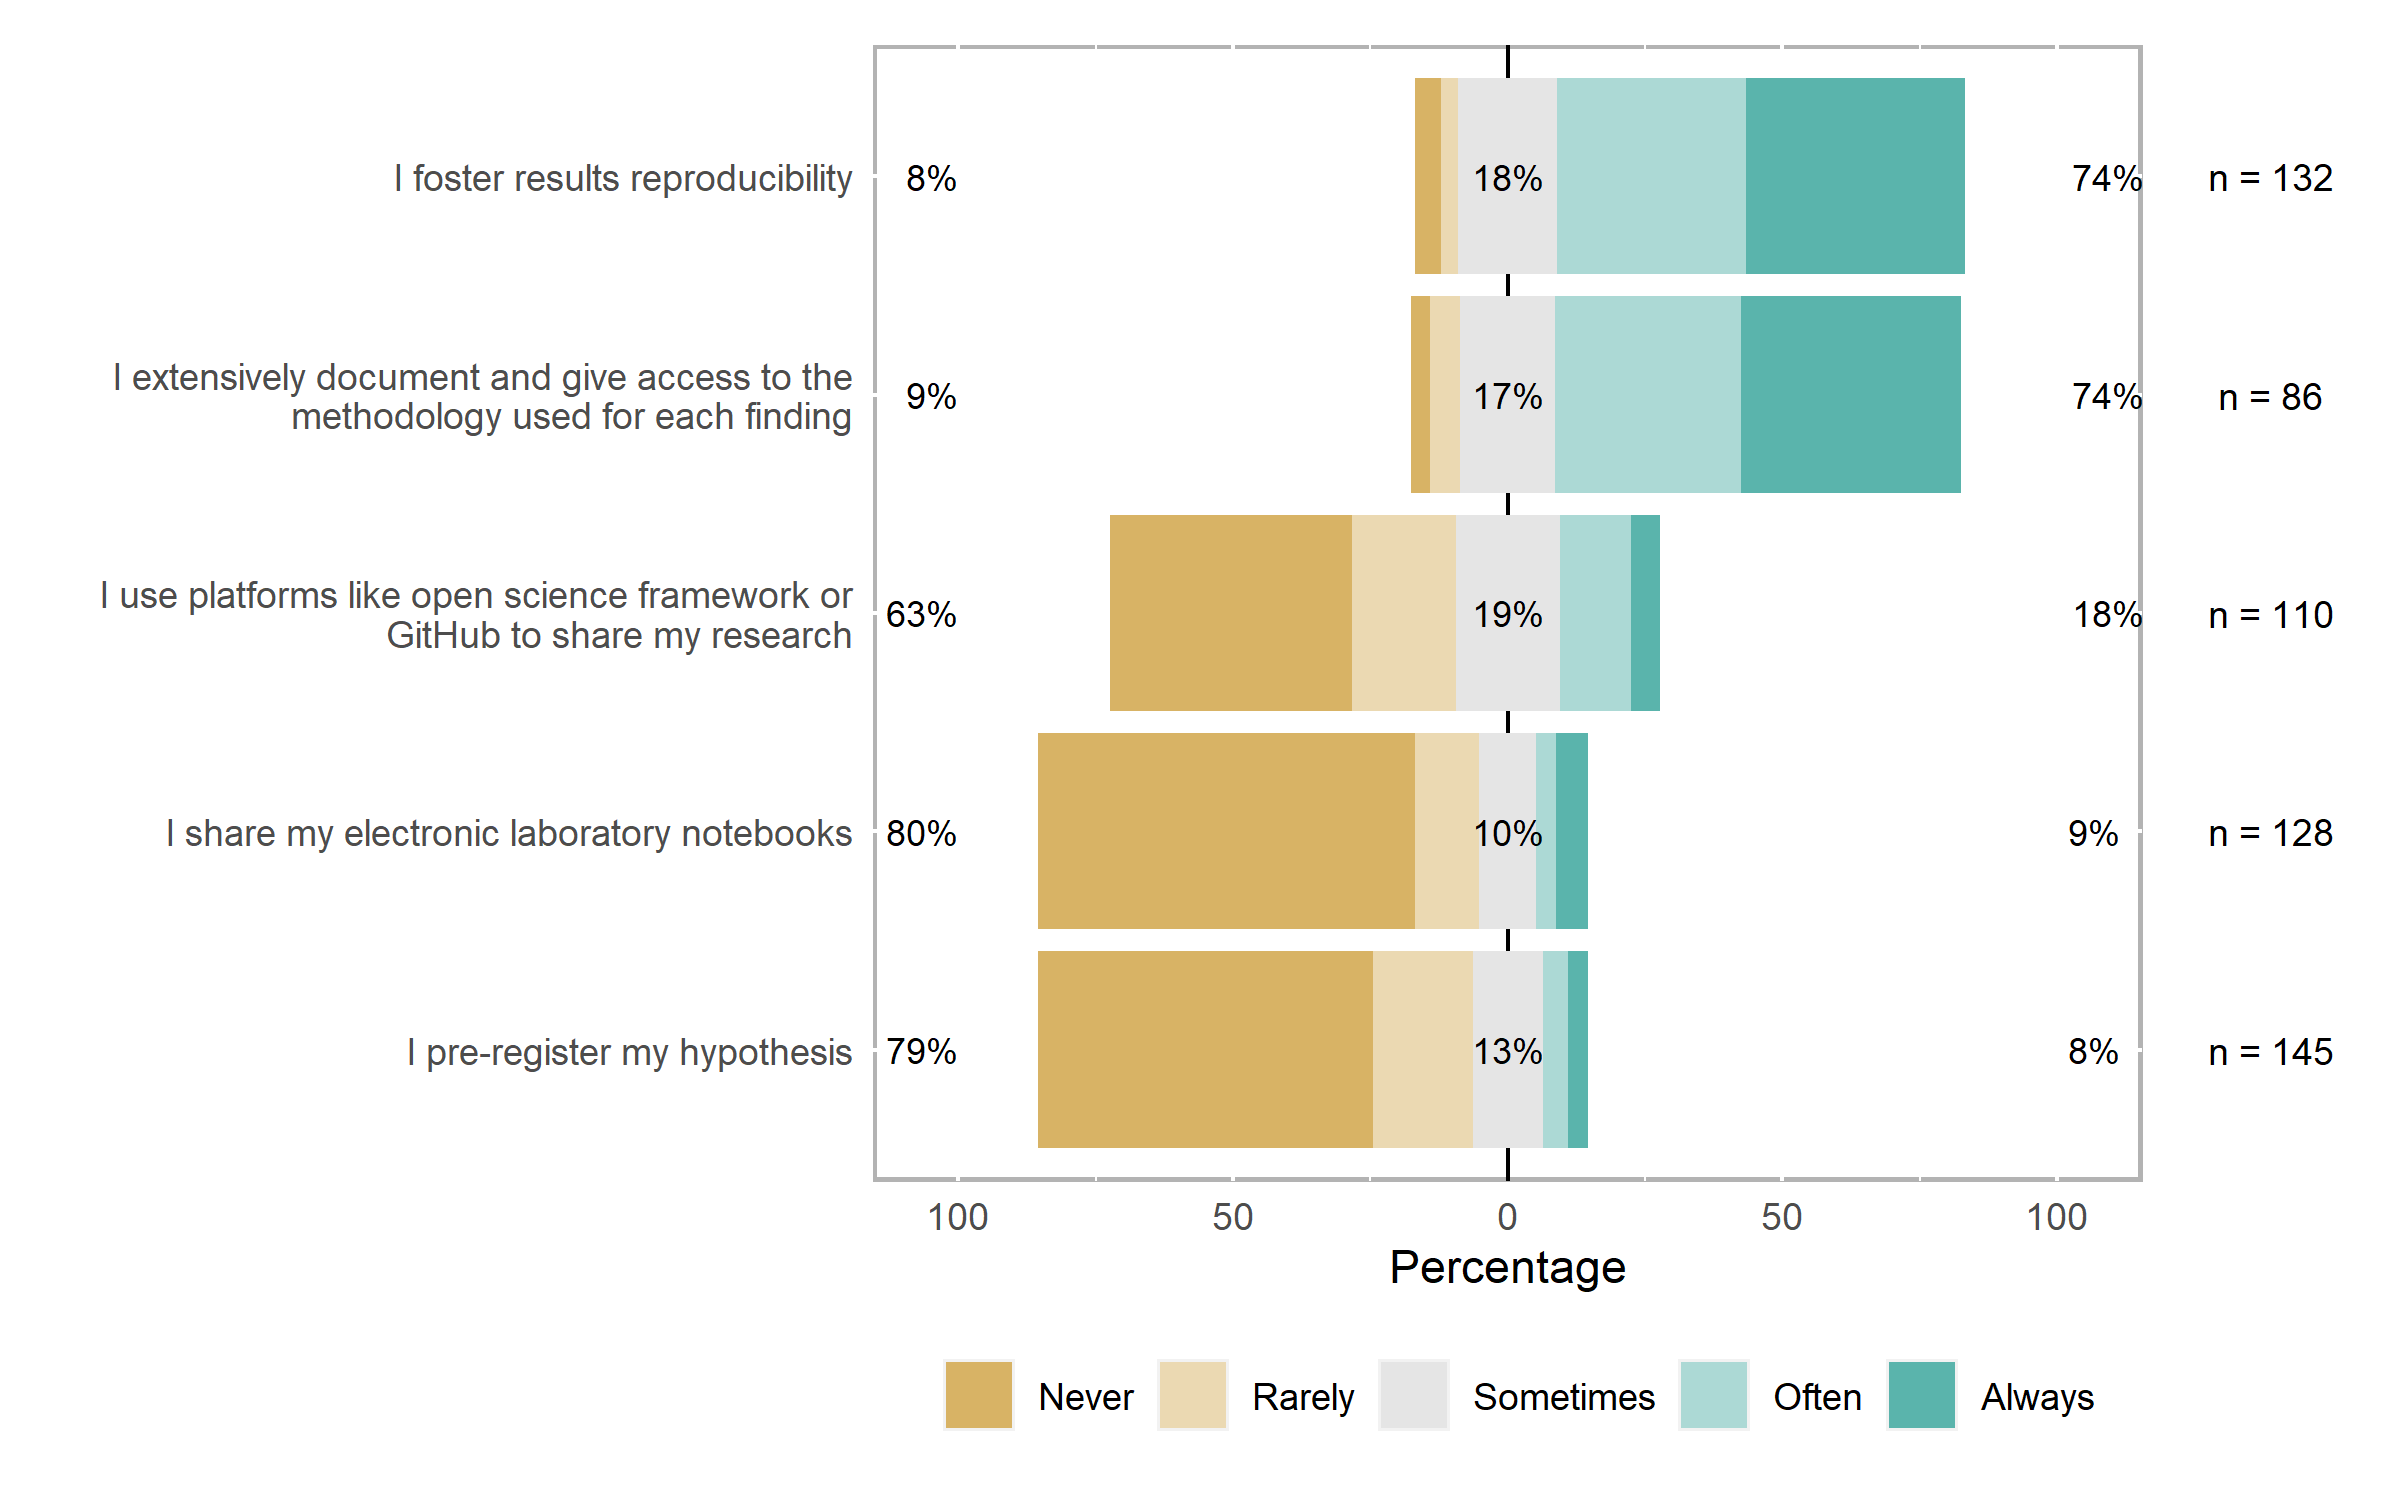 I foster results reproducibility
8%
18%
74%
n = 132
I extensively document and give access to the
methodology used for each finding
9%
17%
74%
n = 86
I use platforms like open science framework or
GitHub to share my research
63%
19%
18%
n = 110
I share my electronic laboratory notebooks
80%
10%
9%
n = 128
I pre-register my hypothesis
79%
13%
8%
n = 145
100 50 0 50 100
Percentage
Never Rarely Sometimes Often Always